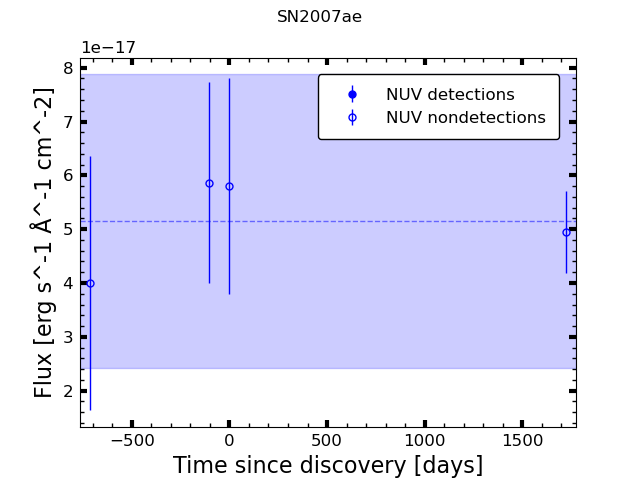 SN2007ae
1e−17
8
7
6
5
4
3
2
Flux [erg s^-1 Å^-1 cm^-2]
NUV detections
NUV nondetections
−500 0 500 1000 1500
Time since discovery [days]